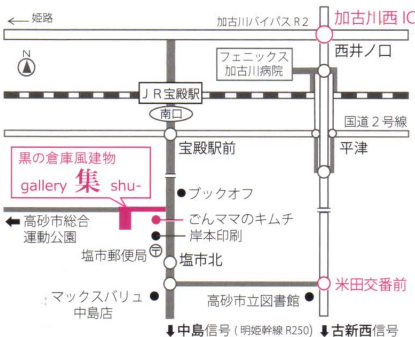 ← 姫路
加古川バイパス R2
加古川西 IC
N
西井ノ口
フェニックス
加古川病院
JR宝殿駅
南口
国道2号線
宝殿駅前
平津
黒の倉庫風建物
gallery 集 shu-
●ブックオフ
← 高砂市総合
運動公園
ごんママのキムチ
岸本印刷
塩市郵便局 〒
塩市北
マックスバリュ
中島店
高砂市立図書館
米田交番前
↓中島信号 (明姫幹線 R250)
↓古新西信号